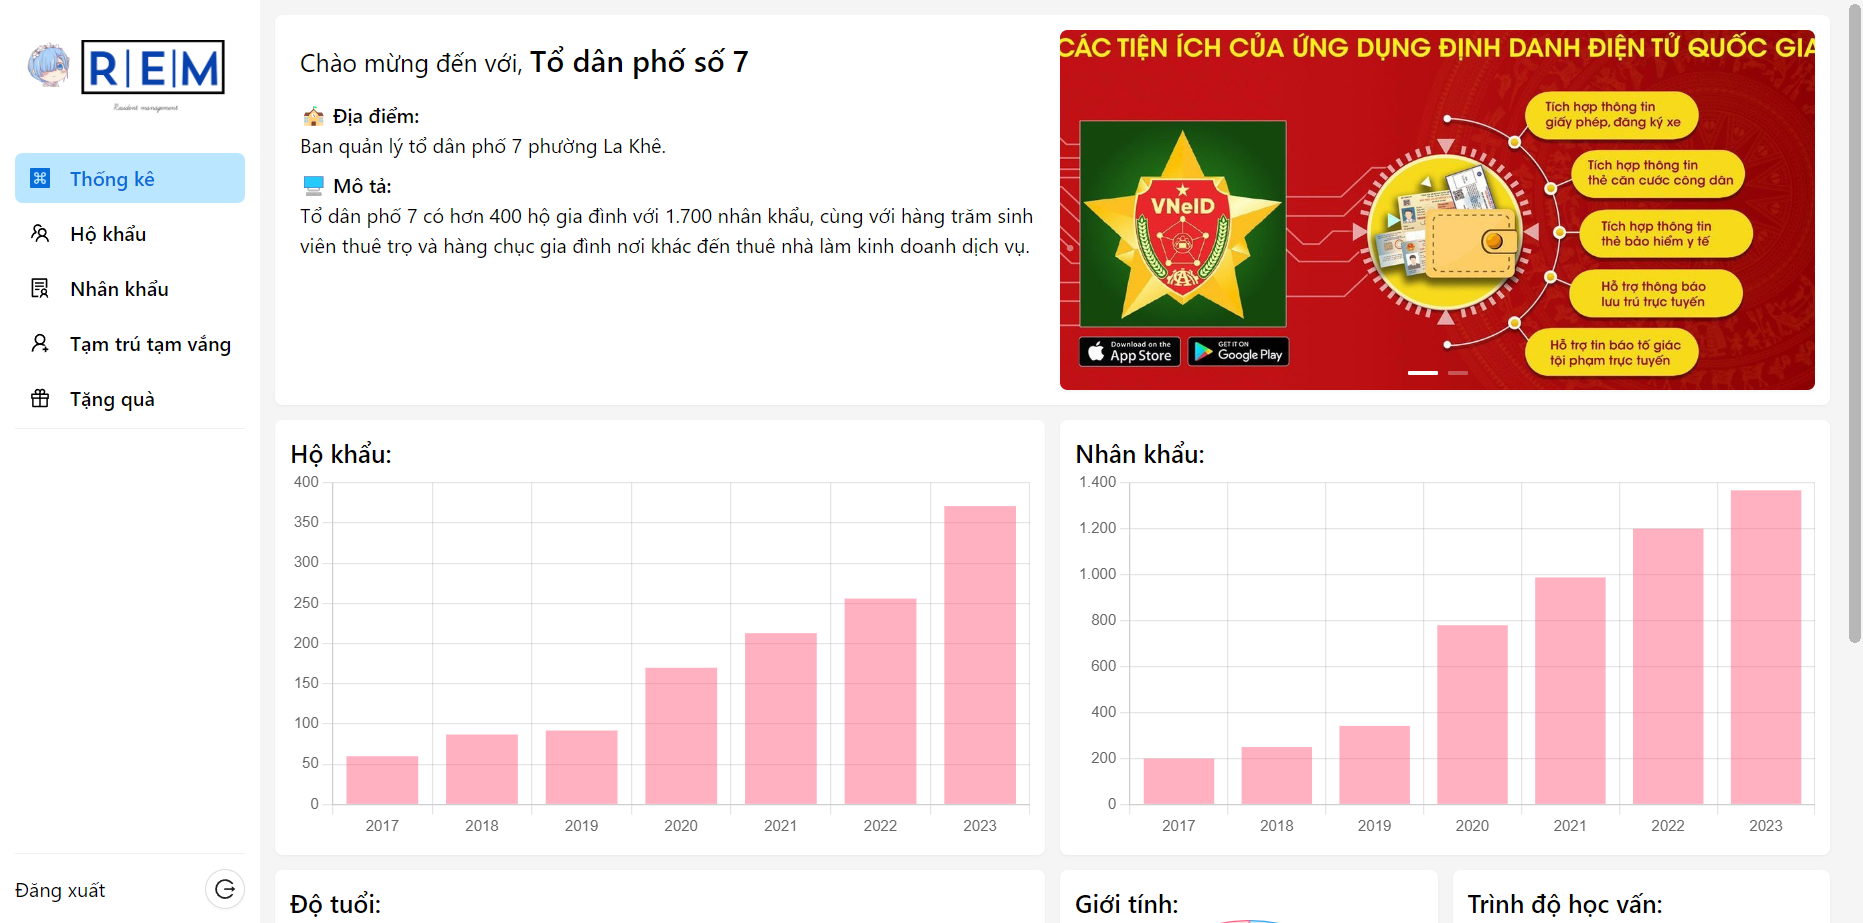 R|E|M
Resident management
Thống kê
Hộ khẩu
Nhân khẩu
Tạm trú tạm vắng
Tặng quà
Đăng xuất
Chào mừng đến với, Tổ dân phố số 7
Địa điểm:
Ban quản lý tổ dân phố 7 phường La Khê.
Mô tả:
Tổ dân phố 7 có hơn 400 hộ gia đình với 1.700 nhân khẩu, cùng với hàng trăm sinh
viên thuê trọ và hàng chục gia đình nơi khác đến thuê nhà làm kinh doanh dịch vụ.
CÁC TIỆN ÍCH CỦA ỨNG DỤNG ĐỊNH DANH ĐIỆN TỬ QUỐC GIA
VNeID
Download on the
App Store
GET IT ON
Google Play
Tích hợp thông tin
giấy phép, đăng ký xe
Tích hợp thông tin
thẻ căn cước công dân
Tích hợp thông tin
thẻ bảo hiểm y tế
Hỗ trợ thông báo
lưu trú trực tuyến
Hỗ trợ tin báo tố giác
tội phạm trực tuyến
Hộ khẩu:
400
350
300
250
200
150
100
50
0
2017 2018 2019 2020 2021 2022 2023
Nhân khẩu:
1.400
1.200
1.000
800
600
400
200
0
2017 2018 2019 2020 2021 2022 2023
Độ tuổi:
Giới tính:
Trình độ học vấn: